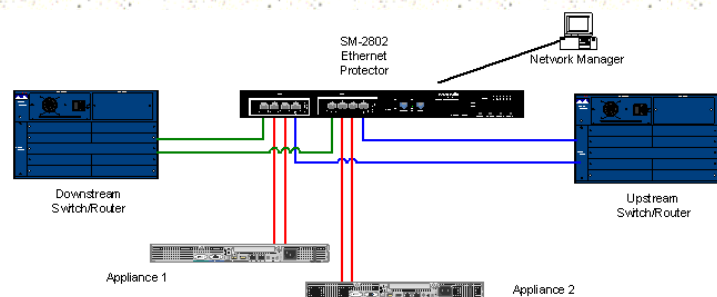 SM-2802
Ethernet
Protector
Network Manager
Downstream
Switch/Router
Upstream
Switch/Router
Appliance 1
Appliance 2